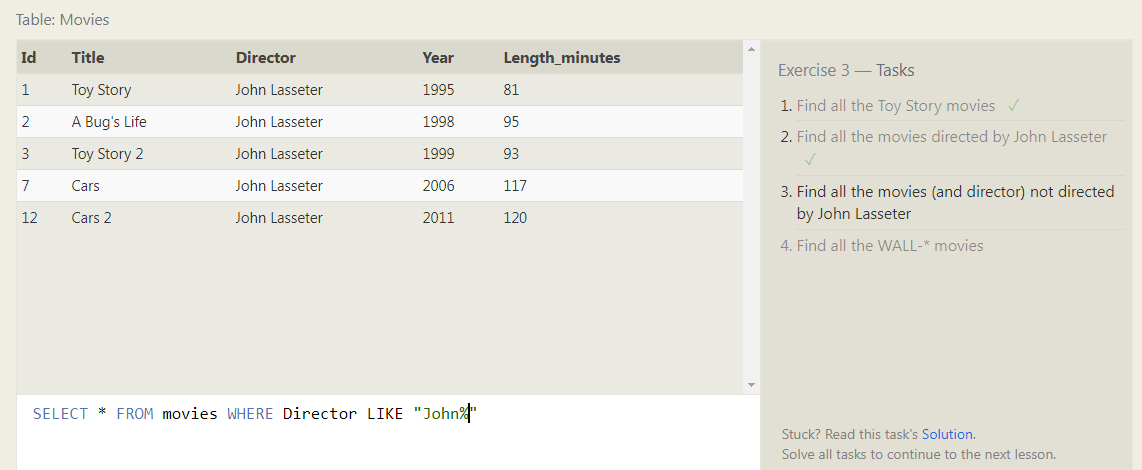 Table: Movies
Id Title Director Year Length_minutes
1 Toy Story John Lasseter 1995 81
2 A Bug's Life John Lasseter 1998 95
3 Toy Story 2 John Lasseter 1999 93
7 Cars John Lasseter 2006 117
12 Cars 2 John Lasseter 2011 120
SELECT * FROM movies WHERE Director LIKE "John%"
Exercise 3 — Tasks
1. Find all the Toy Story movies ✓
2. Find all the movies directed by John Lasseter
✓
3. Find all the movies (and director) not directed
by John Lasseter
4. Find all the WALL-* movies
Stuck? Read this task's Solution.
Solve all tasks to continue to the next lesson.